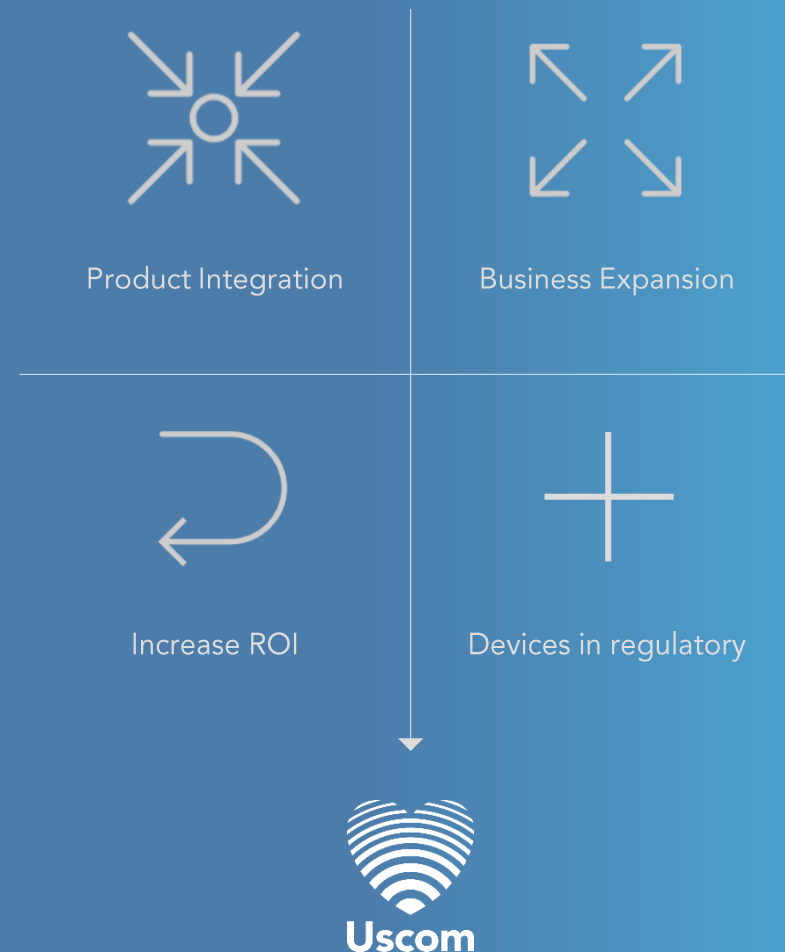 Product Integration
Business Expansion
Increase ROI
Devices in regulatory
Uscom